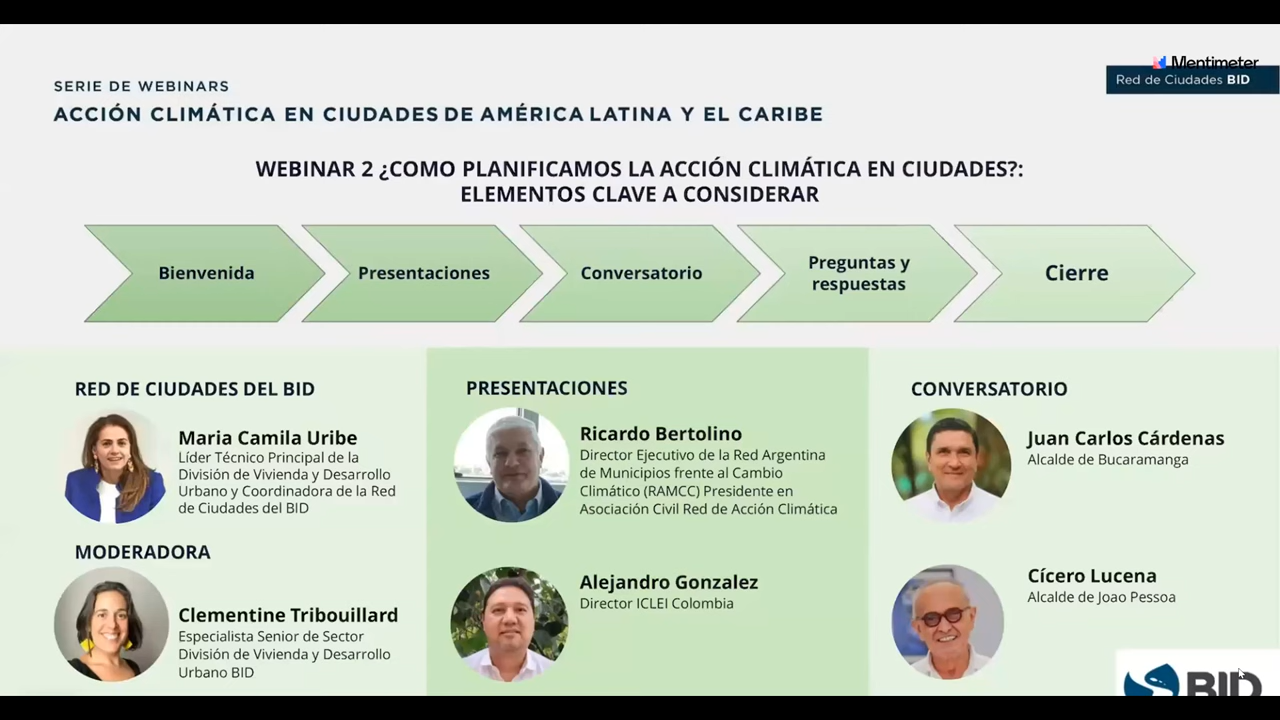 Mentimeter
Red de Ciudades BID
SERIE DE WEBINARS
ACCIÓN CLIMÁTICA EN CIUDADES DE AMÉRICA LATINA Y EL CARIBE
WEBINAR 2 ¿COMO PLANIFICAMOS LA ACCIÓN CLIMÁTICA EN CIUDADES?:
ELEMENTOS CLAVE A CONSIDERAR
Bienvenida
Presentaciones
Conversatorio
Preguntas y
respuestas
Cierre
RED DE CIUDADES DEL BID
Maria Camila Uribe
Líder Técnico Principal de la
División de Vivienda y Desarrollo
Urbano y Coordinadora de la Red
de Ciudades del BID
MODERADORA
Clementine Tribouillard
Especialista Senior de Sector
División de Vivienda y Desarrollo
Urbano BID
PRESENTACIONES
Ricardo Bertolino
Director Ejecutivo de la Red Argentina
de Municipios frente al Cambio
Climático (RAMCC) Presidente en
Asociación Civil Red de Acción Climática
Alejandro Gonzalez
Director ICLEI Colombia
CONVERSATORIO
Juan Carlos Cárdenas
Alcalde de Bucaramanga
Cícero Lucena
Alcalde de Joao Pessoa
BID